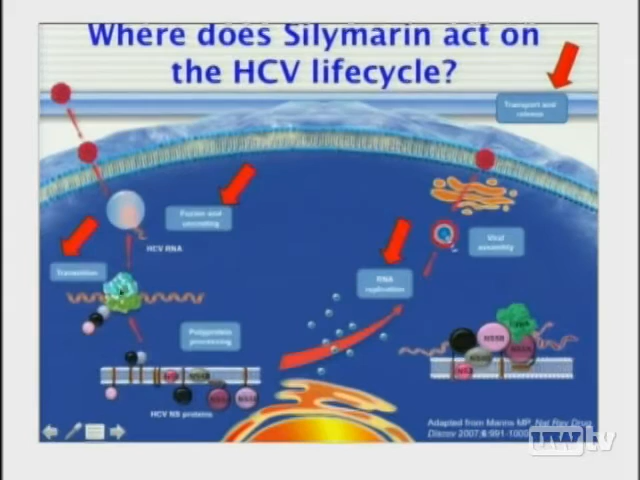 Where does Silymarin act on
the HCV lifecycle?
Transport and
release
Fusion and
uncoating
HCV RNA
Translation
Viral
assembly
RNA
replication
Polyprotein
processing
NS5B
HCV NS proteins
Adapted from Manns MP, Nat Rev Drug
Discov 2007;6:991-1000
UWtv